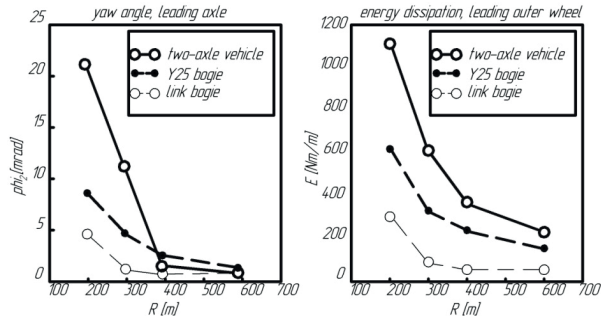 yaw angle, leading axle
25
20
15
10
5
0
phi₂[mrad]
two-axle vehicle
Y25 bogie
link bogie
100 200 300 400 500 600 700
R [m]
energy dissipation, leading outer wheel
1200
1000
800
600
400
200
0
E [Nm/m]
two-axle vehicle
Y25 bogie
link bogie
100 200 300 400 500 600 700
R [m]